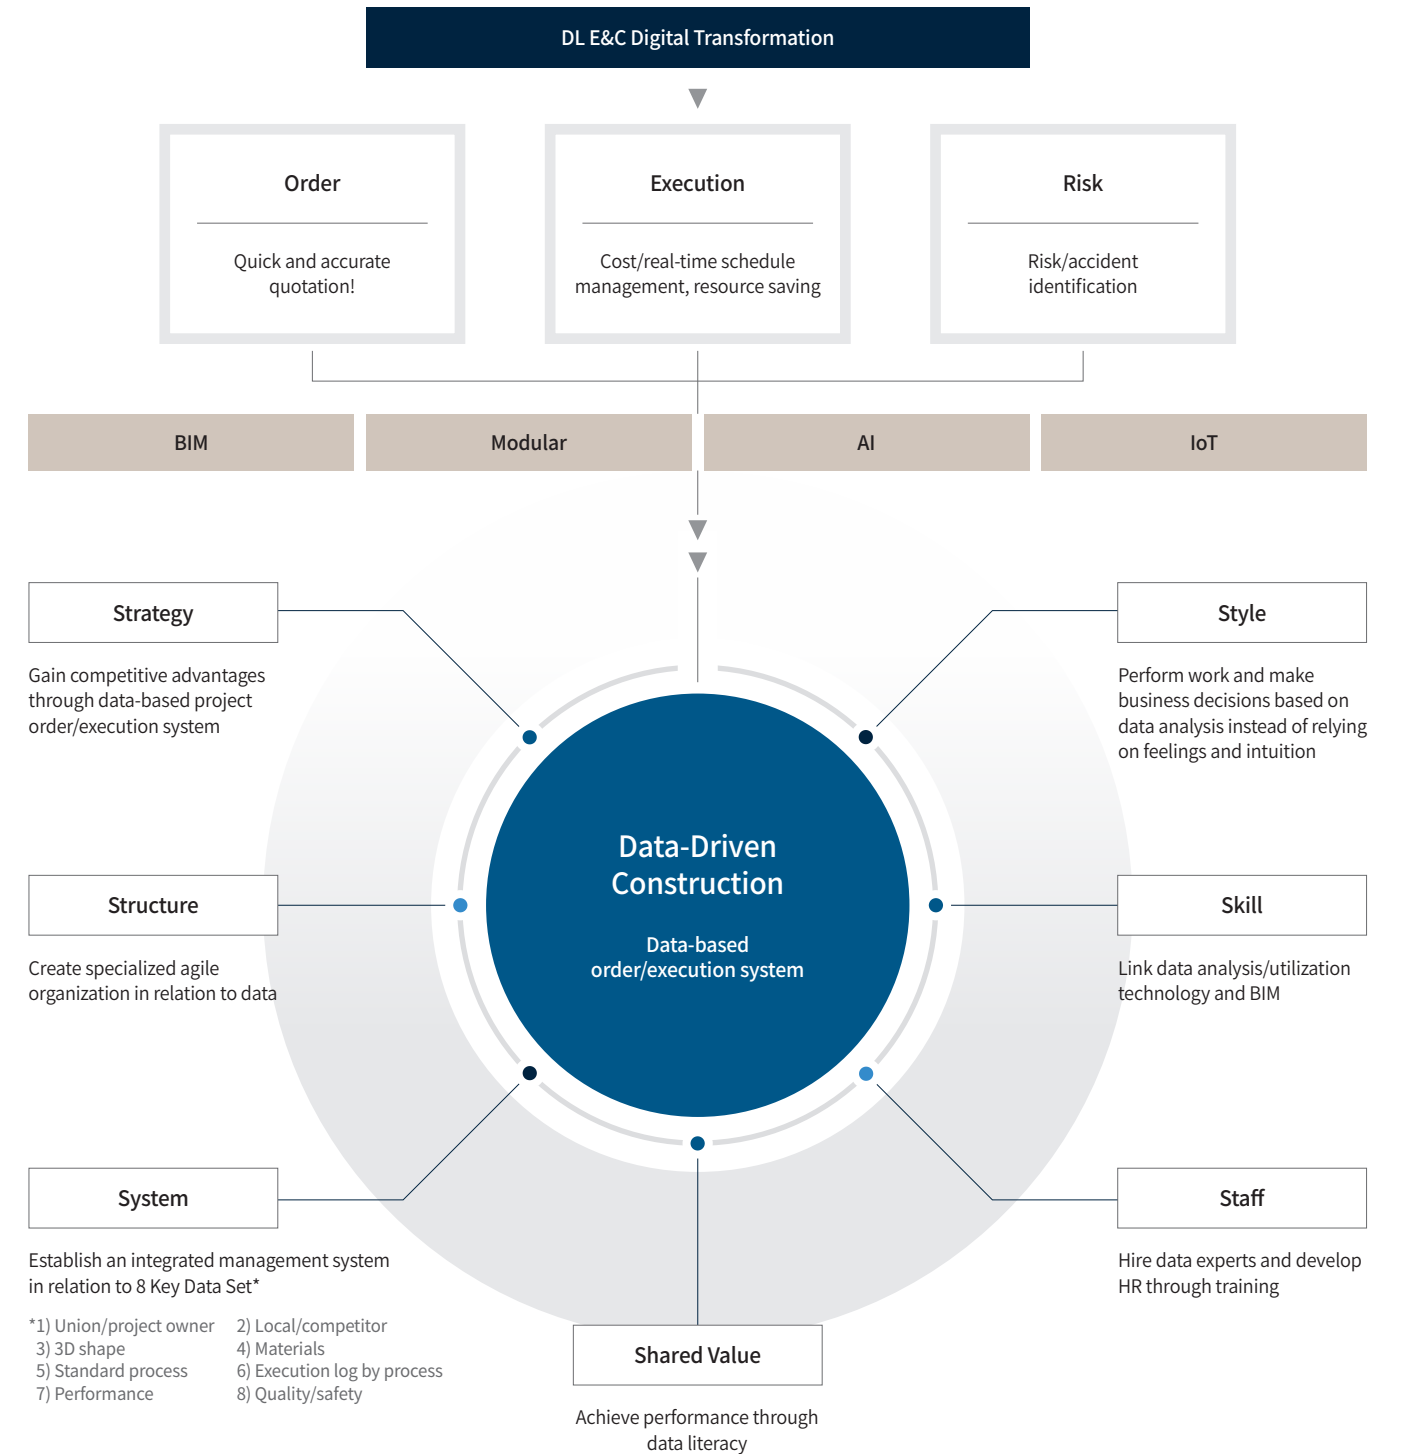 DL E&C Digital Transformation
Order
Quick and accurate
quotation!
Execution
Cost/real-time schedule
management, resource saving
Risk
Risk/accident
identification
BIM
Modular
AI
IoT
Strategy
Gain competitive advantages
through data-based project
order/execution system
Style
Perform work and make
business decisions based on
data analysis instead of relying
on feelings and intuition
Data-Driven
Construction
Data-based
order/execution system
Structure
Create specialized agile
organization in relation to data
Skill
Link data analysis/utilization
technology and BIM
System
Establish an integrated management system
in relation to 8 Key Data Set*
*1) Union/project owner 2) Local/competitor
3) 3D shape 4) Materials
5) Standard process 6) Execution log by process
7) Performance 8) Quality/safety
Staff
Hire data experts and develop
HR through training
Shared Value
Achieve performance through
data literacy